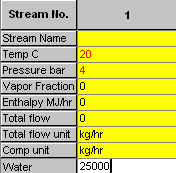 Stream No. 1
Stream Name
Temp C 20
Pressure bar 4
Vapor Fraction 0
Enthalpy MJ/hr 0
Total flow 0
Total flow unit kg/hr
Comp unit kg/hr
Water 25000